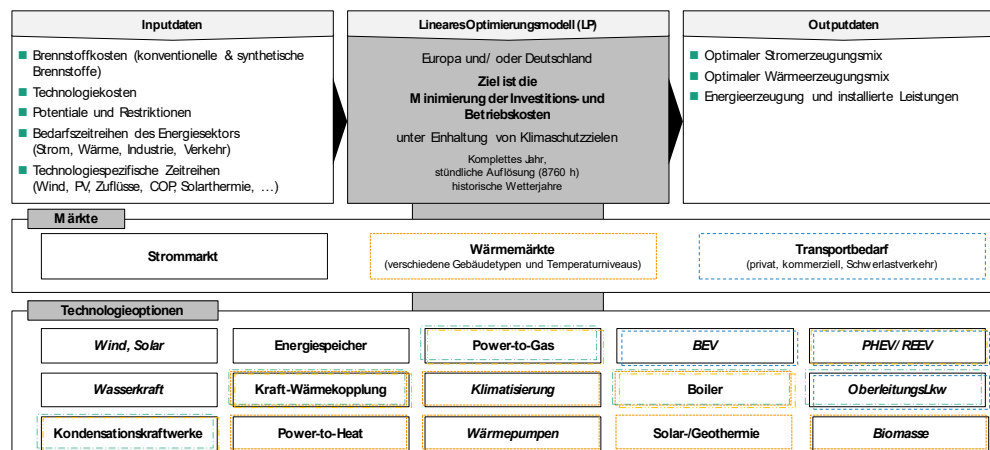 Inputdaten
Brennstoffkosten (konventionelle & synthetische
Brennstoffe)
Technologiekosten
Potentiale und Restriktionen
Bedarfszeitreihen des Energiesektors
(Strom, Wärme, Industrie, Verkehr)
Technologiespezifische Zeitreihen
(Wind, PV, Zuflüsse, COP, Solarthermie, …)
Lineares Optimierungsmodell (LP)
Europa und/ oder Deutschland
Ziel ist die
Minimierung der Investitions- und
Betriebskosten
unter Einhaltung von Klimaschutzzielen
Komplettes Jahr,
stündliche Auflösung (8760 h)
historische Wetterjahre
Outputdaten
Optimaler Stromerzeugungsmix
Optimaler Wärmeerzeugungsmix
Energieerzeugung und installierte Leistungen
Märkte
Strommarkt
Wärmemärkte
(verschiedene Gebäudetypen und Temperaturniveaus)
Transportbedarf
(privat, kommerziell, Schwerlastverkehr)
Technologieoptionen
Wind, Solar
Energiespeicher
Power-to-Gas
BEV
PHEV/ REEV
Wasserkraft
Kraft-Wärmekopplung
Klimatisierung
Boiler
OberleitungsLkw
Kondensationskraftwerke
Power-to-Heat
Wärmepumpen
Solar-/Geothermie
Biomasse